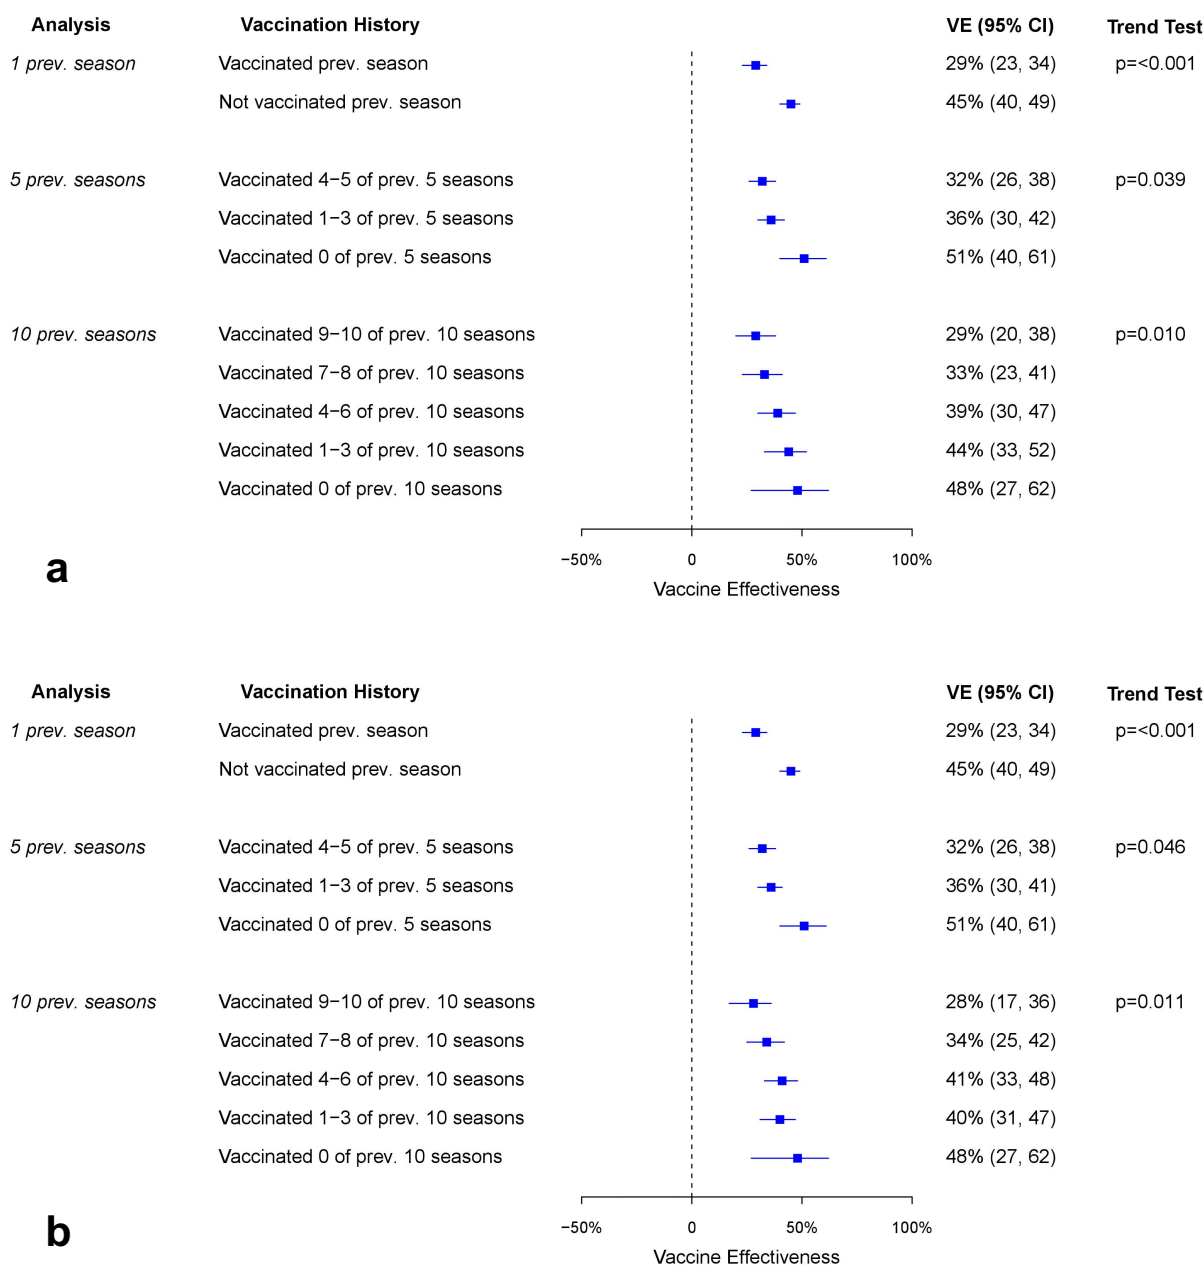 Analysis Vaccination History VE (95% CI) Trend Test
1 prev. season Vaccinated prev. season 29% (23, 34) p=<0.001
Not vaccinated prev. season 45% (40, 49)
5 prev. seasons Vaccinated 4−5 of prev. 5 seasons 32% (26, 38) p=0.039
Vaccinated 1−3 of prev. 5 seasons 36% (30, 42)
Vaccinated 0 of prev. 5 seasons 51% (40, 61)
10 prev. seasons Vaccinated 9−10 of prev. 10 seasons 29% (20, 38) p=0.010
Vaccinated 7−8 of prev. 10 seasons 33% (23, 41)
Vaccinated 4−6 of prev. 10 seasons 39% (30, 47)
Vaccinated 1−3 of prev. 10 seasons 44% (33, 52)
Vaccinated 0 of prev. 10 seasons 48% (27, 62)
−50% 0 50% 100%
Vaccine Effectiveness
a
Analysis Vaccination History VE (95% CI) Trend Test
1 prev. season Vaccinated prev. season 29% (23, 34) p=<0.001
Not vaccinated prev. season 45% (40, 49)
5 prev. seasons Vaccinated 4−5 of prev. 5 seasons 32% (26, 38) p=0.046
Vaccinated 1−3 of prev. 5 seasons 36% (30, 41)
Vaccinated 0 of prev. 5 seasons 51% (40, 61)
10 prev. seasons Vaccinated 9−10 of prev. 10 seasons 28% (17, 36) p=0.011
Vaccinated 7−8 of prev. 10 seasons 34% (25, 42)
Vaccinated 4−6 of prev. 10 seasons 41% (33, 48)
Vaccinated 1−3 of prev. 10 seasons 40% (31, 47)
Vaccinated 0 of prev. 10 seasons 48% (27, 62)
−50% 0 50% 100%
Vaccine Effectiveness
b